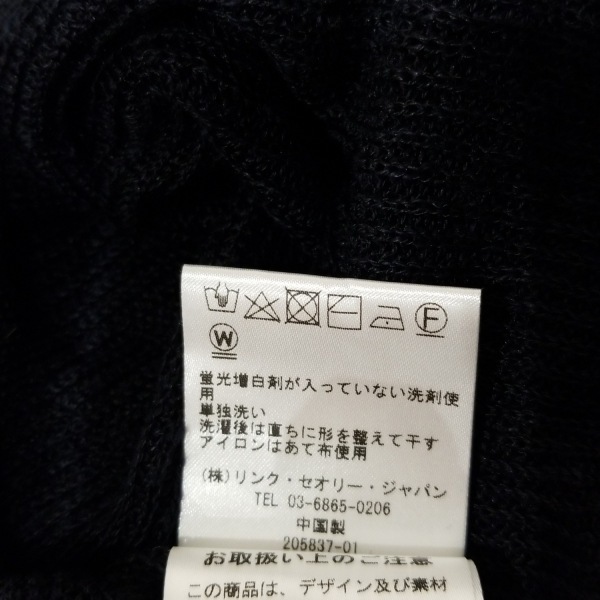 F
W
蛍光増白剤が入っていない洗剤使
用
単独洗い
洗濯後は直ちに形を整えて干す
アイロンはあて布使用
(株)リンク・セオリー・ジャパン
TEL 03-6865-0206
中国製
205837-01
お取扱い上のご注意
この商品は、デザイン及び素材